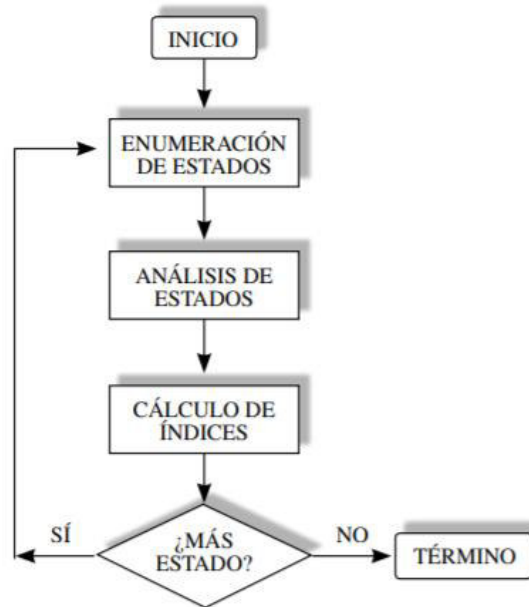 INICIO
ENUMERACIÓN
DE ESTADOS
ANÁLISIS DE
ESTADOS
CÁLCULO DE
ÍNDICES
¿MÁS
ESTADO?
SÍ
NO
TÉRMINO